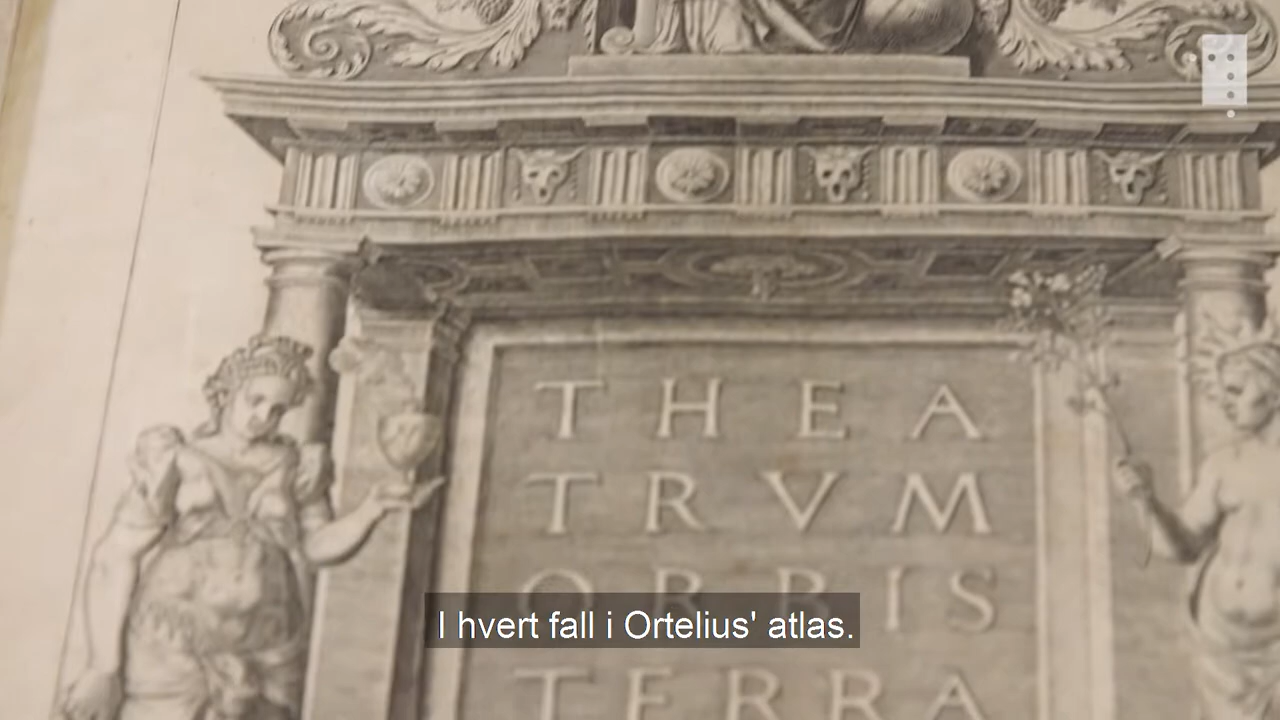 THEA
TRVM
ORBIS
TERRA
I hvert fall i Ortelius' atlas.